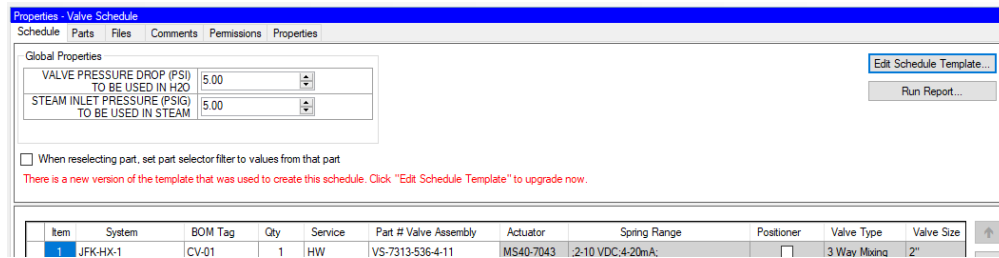 Properties - Valve Schedule
Schedule Parts Files Comments Permissions Properties
Global Properties
VALVE PRESSURE DROP (PSI) 5.00
TO BE USED IN H2O
STEAM INLET PRESSURE (PSIG) 5.00
TO BE USED IN STEAM
Edit Schedule Template...
Run Report...
When reselecting part, set part selector filter to values from that part
There is a new version of the template that was used to create this schedule. Click "Edit Schedule Template" to upgrade now.
Item System BOM Tag Qty Service Part # Valve Assembly Actuator Spring Range Positioner Valve Type Valve Size
1 JFK-HX-1 CV-01 1 HW VS-7313-536-4-11 MS40-7043 ;2-10 VDC;4-20mA; 3 Way Mixing 2"